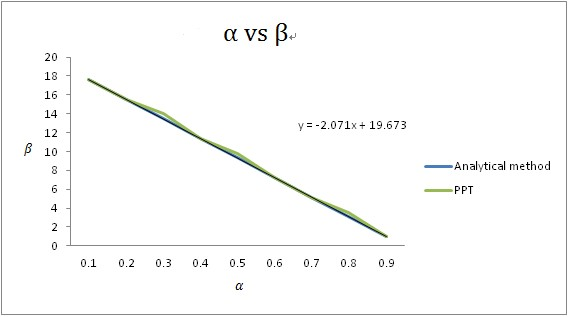 α vs β↵
20
18
16
14
12
10
8
6
4
2
0
β
y = -2.071x + 19.673
Analytical method
PPT
0.1 0.2 0.3 0.4 0.5 0.6 0.7 0.8 0.9
α